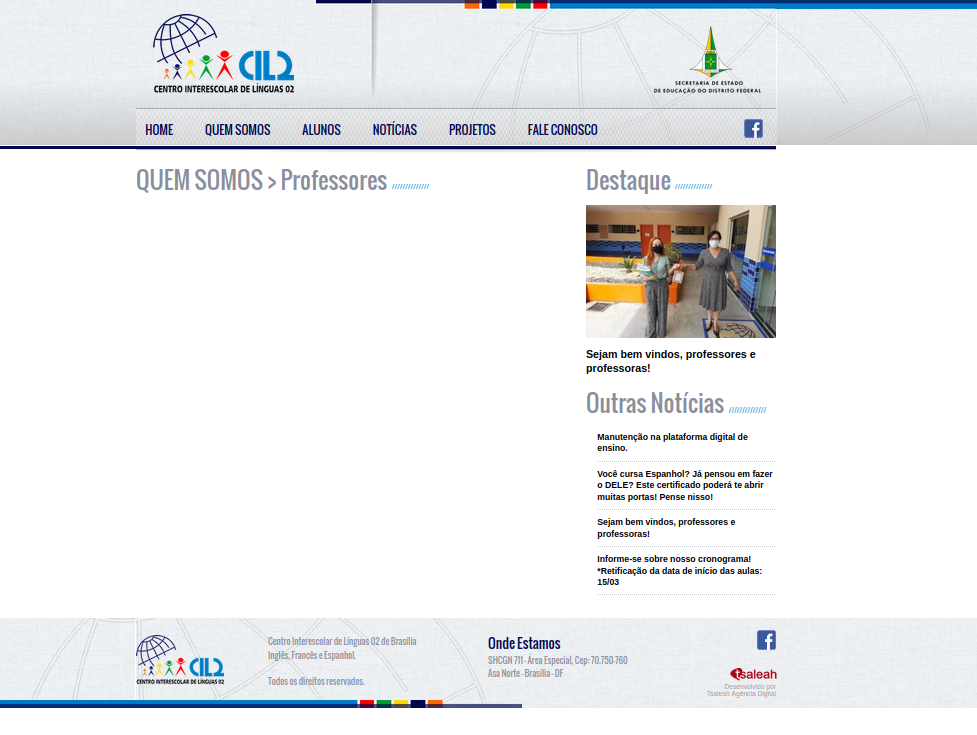 CIL2
CENTRO INTERESCOLAR DE LÍNGUAS 02
SECRETARIA DE ESTADO
DE EDUCAÇÃO DO DISTRITO FEDERAL
HOME QUEM SOMOS ALUNOS NOTÍCIAS PROJETOS FALE CONOSCO
QUEM SOMOS > Professores
Destaque
Sejam bem vindos, professores e
professoras!
Outras Notícias
Manutenção na plataforma digital de
ensino.
Você cursa Espanhol? Já pensou em fazer
o DELE? Este certificado poderá te abrir
muitas portas! Pense nisso!
Sejam bem vindos, professores e
professoras!
Informe-se sobre nosso cronograma!
*Retificação da data de início das aulas:
15/03
CIL2
CENTRO INTERESCOLAR DE LÍNGUAS 02
Centro Interescolar de Línguas 02 de Brasília
Inglês, Francês e Espanhol.
Todos os direitos reservados.
Onde Estamos
SHCGN 711 - Área Especial, Cep: 70.750-760
Asa Norte - Brasília - DF
tsaleah
Desenvolvido por
Tsaleah Agência Digital